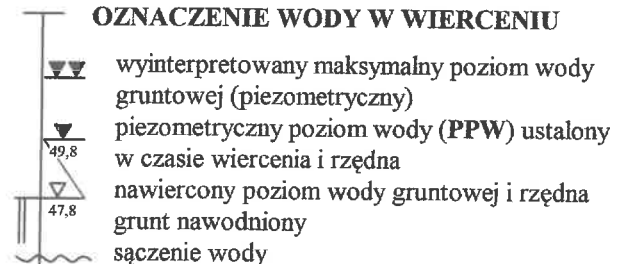 OZNACZENIE WODY W WIERCENIU
wyinterpretowany maksymalny poziom wody
gruntowej (piezometryczny)
piezometryczny poziom wody (PPW) ustalony
49,8
w czasie wiercenia i rzędna
nawiercony poziom wody gruntowej i rzędna
47,8
grunt nawodniony
sączenie wody